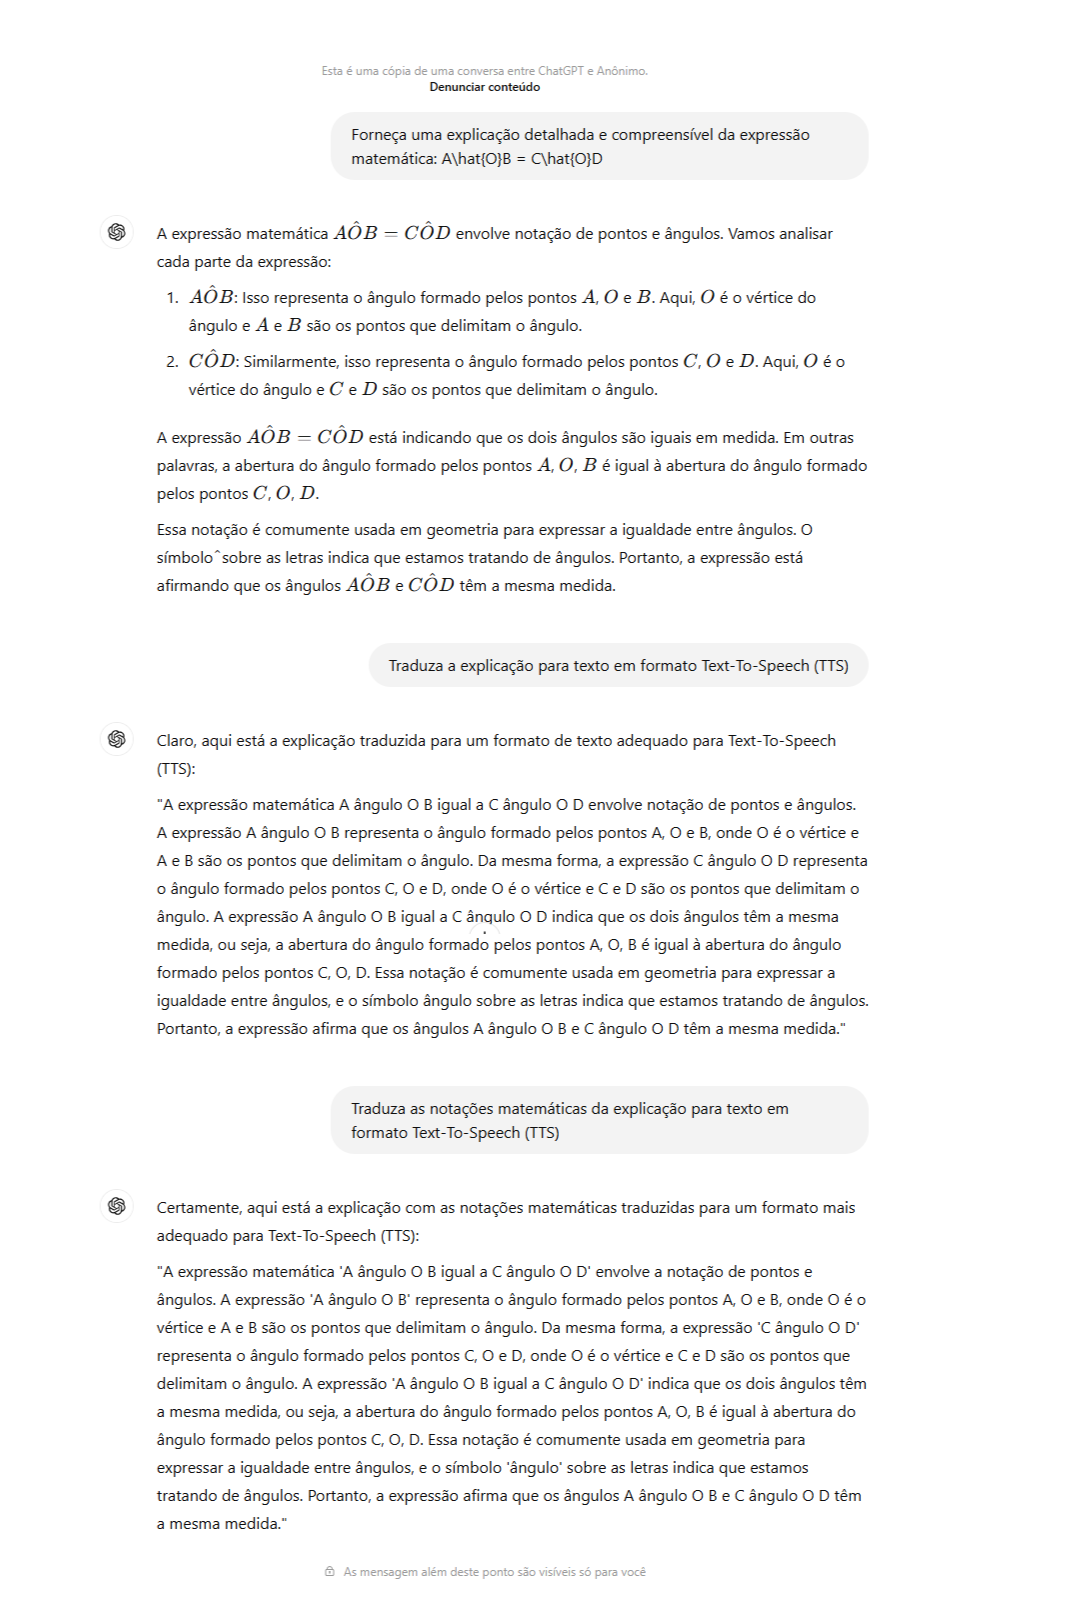 Esta é uma cópia de uma conversa entre ChatGPT e Anônimo.
Denunciar conteúdo
Forneça uma explicação detalhada e compreensível da expressão
matemática: A\hat{O}B = C\hat{O}D
A expressão matemática AÔB = CÔD envolve notação de pontos e ângulos. Vamos analisar
cada parte da expressão:
1. AÔB: Isso representa o ângulo formado pelos pontos A, O e B. Aqui, O é o vértice do
ângulo e A e B são os pontos que delimitam o ângulo.
2. CÔD: Similarmente, isso representa o ângulo formado pelos pontos C, O e D. Aqui, O é o
vértice do ângulo e C e D são os pontos que delimitam o ângulo.
A expressão AÔB = CÔD está indicando que os dois ângulos são iguais em medida. Em outras
palavras, a abertura do ângulo formado pelos pontos A, O, B é igual à abertura do ângulo formado
pelos pontos C, O, D.
Essa notação é comumente usada em geometria para expressar a igualdade entre ângulos. O
símbolo ˆ sobre as letras indica que estamos tratando de ângulos. Portanto, a expressão está
afirmando que os ângulos AÔB e CÔD têm a mesma medida.
Traduza a explicação para texto em formato Text-To-Speech (TTS)
Claro, aqui está a explicação traduzida para um formato de texto adequado para Text-To-Speech
(TTS):
"A expressão matemática A ângulo O B igual a C ângulo O D envolve notação de pontos e ângulos.
A expressão A ângulo O B representa o ângulo formado pelos pontos A, O e B, onde O é o vértice e
A e B são os pontos que delimitam o ângulo. Da mesma forma, a expressão C ângulo O D representa
o ângulo formado pelos pontos C, O e D, onde O é o vértice e C e D são os pontos que delimitam o
ângulo. A expressão A ângulo O B igual a C ângulo O D indica que os dois ângulos têm a mesma
medida, ou seja, a abertura do ângulo formado pelos pontos A, O, B é igual à abertura do ângulo
formado pelos pontos C, O, D. Essa notação é comumente usada em geometria para expressar a
igualdade entre ângulos, e o símbolo ângulo sobre as letras indica que estamos tratando de ângulos.
Portanto, a expressão afirma que os ângulos A ângulo O B e C ângulo O D têm a mesma medida."
Traduza as notações matemáticas da explicação para texto em
formato Text-To-Speech (TTS)
Certamente, aqui está a explicação com as notações matemáticas traduzidas para um formato mais
adequado para Text-To-Speech (TTS):
"A expressão matemática 'A ângulo O B igual a C ângulo O D' envolve a notação de pontos e
ângulos. A expressão 'A ângulo O B' representa o ângulo formado pelos pontos A, O e B, onde O é o
vértice e A e B são os pontos que delimitam o ângulo. Da mesma forma, a expressão 'C ângulo O D'
representa o ângulo formado pelos pontos C, O e D, onde O é o vértice e C e D são os pontos que
delimitam o ângulo. A expressão 'A ângulo O B igual a C ângulo O D' indica que os dois ângulos têm
a mesma medida, ou seja, a abertura do ângulo formado pelos pontos A, O, B é igual à abertura do
ângulo formado pelos pontos C, O, D. Essa notação é comumente usada em geometria para
expressar a igualdade entre ângulos, e o símbolo 'ângulo' sobre as letras indica que estamos
tratando de ângulos. Portanto, a expressão afirma que os ângulos A ângulo O B e C ângulo O D têm
a mesma medida."
As mensagem além deste ponto são visíveis só para você